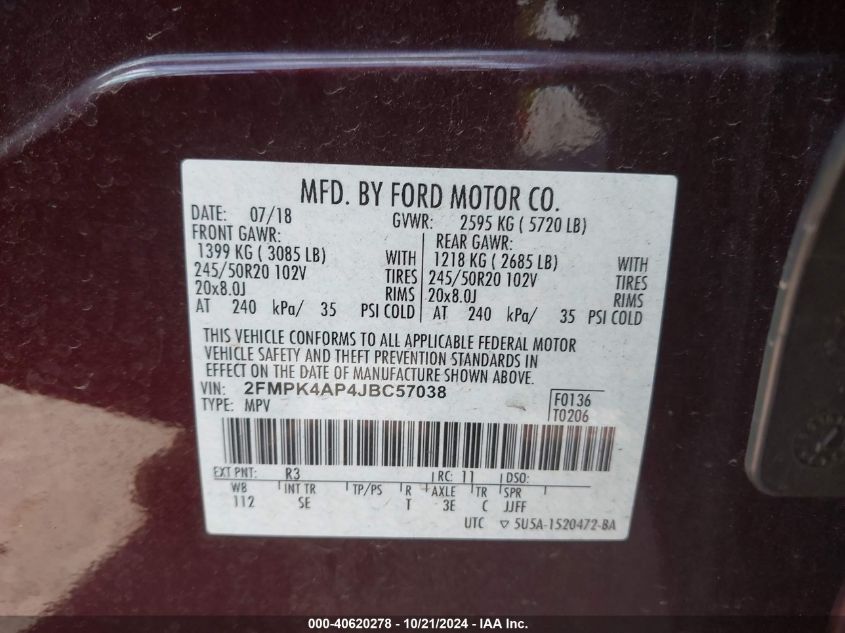 MFD. BY FORD MOTOR CO.
DATE: 07/18 GVWR: 2595 KG ( 5720 LB)
FRONT GAWR: REAR GAWR:
1399 KG ( 3085 LB) WITH 1218 KG ( 2685 LB) WITH
245/50R20 102V TIRES 245/50R20 102V TIRES
20x8.0J RIMS 20x8.0J RIMS
AT 240 kPa/ 35 PSI COLD AT 240 kPa/ 35 PSI COLD
THIS VEHICLE CONFORMS TO ALL APPLICABLE FEDERAL MOTOR
VEHICLE SAFETY AND THEFT PREVENTION STANDARDS IN
EFFECT ON THE DATE OF MANUFACTURE SHOWN ABOVE.
VIN: 2FMPK4AP4JBC57038 F0136
TYPE: MPV T0206
EXT PNT: R3 RC: 11 DSO:
WB INT TR TP/PS R AXLE TR SPR
112 SE T 3E C JJFF
UTC ▽ 5U5A-1520472-BA
000-40620278 - 10/21/2024 - IAA Inc.